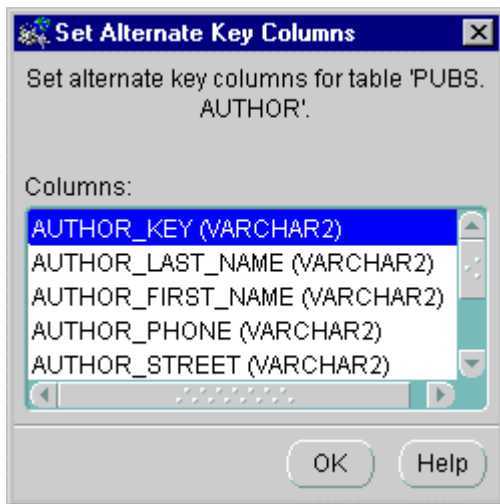 Set Alternate Key Columns
Set alternate key columns for table 'PUBS.
AUTHOR'.
Columns:
AUTHOR_KEY (VARCHAR2)
AUTHOR_LAST_NAME (VARCHAR2)
AUTHOR_FIRST_NAME (VARCHAR2)
AUTHOR_PHONE (VARCHAR2)
AUTHOR_STREET (VARCHAR2)
OK Help